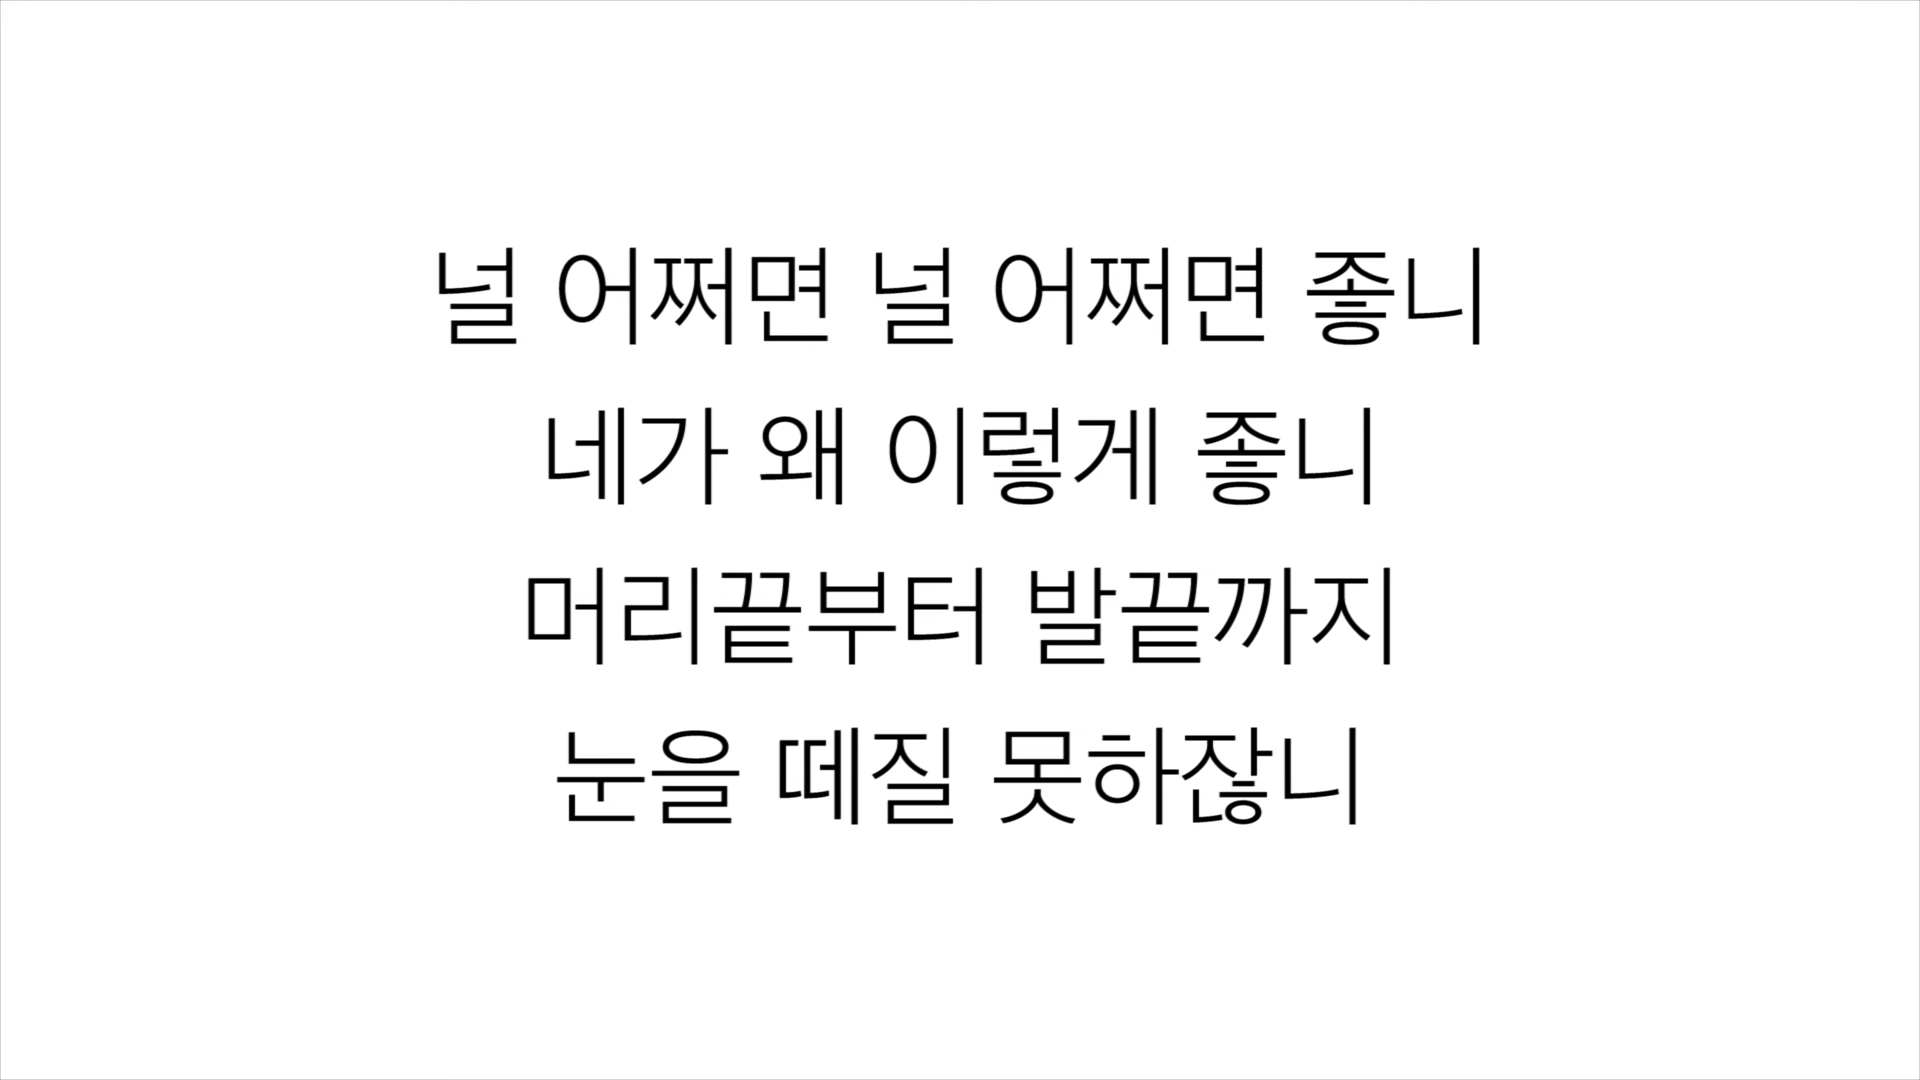 널 어쩌면 널 어쩌면 좋니
네가 왜 이렇게 좋니
머리끝부터 발끝까지
눈을 떼질 못하잖니